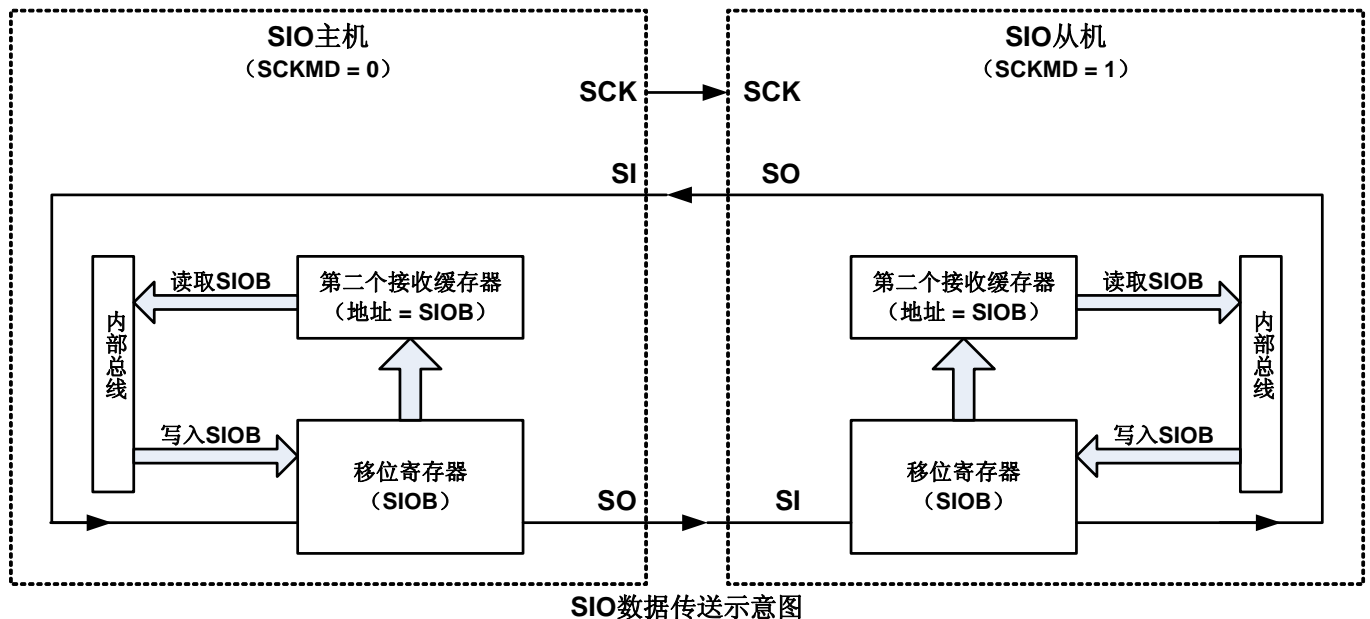 SIO主机
（SCKMD = 0）
SCK
SI
读取SIOB
第二个接收缓存器
（地址 = SIOB）
内部总线
写入SIOB
移位寄存器
（SIOB）
SO
SIO从机
（SCKMD = 1）
SCK
SO
第二个接收缓存器
（地址 = SIOB）
读取SIOB
内部总线
写入SIOB
移位寄存器
（SIOB）
SI
SIO数据传送示意图